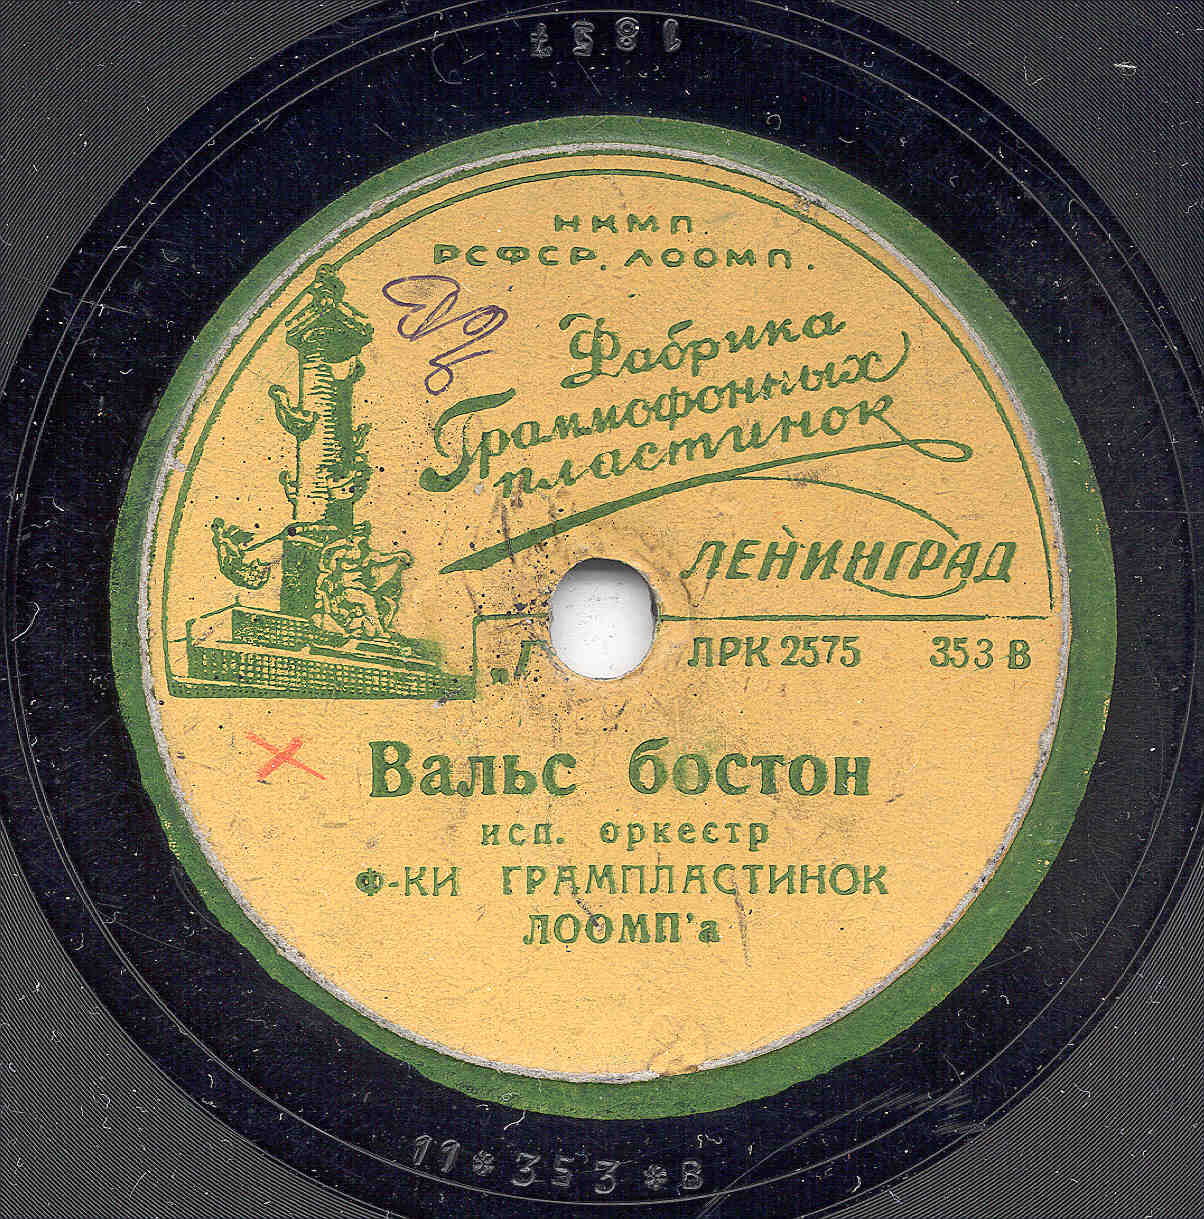 1857
НКМП.
РСФСР. ЛООМП.
Фабрика
Граммофонных
пластинок
ЛЕНИНГРАД
„Г" ЛРК 2575 353 В
Вальс бостон
исп. оркестр
Ф-КИ ГРАМПЛАСТИНОК
ЛООМП'а
11*353*В